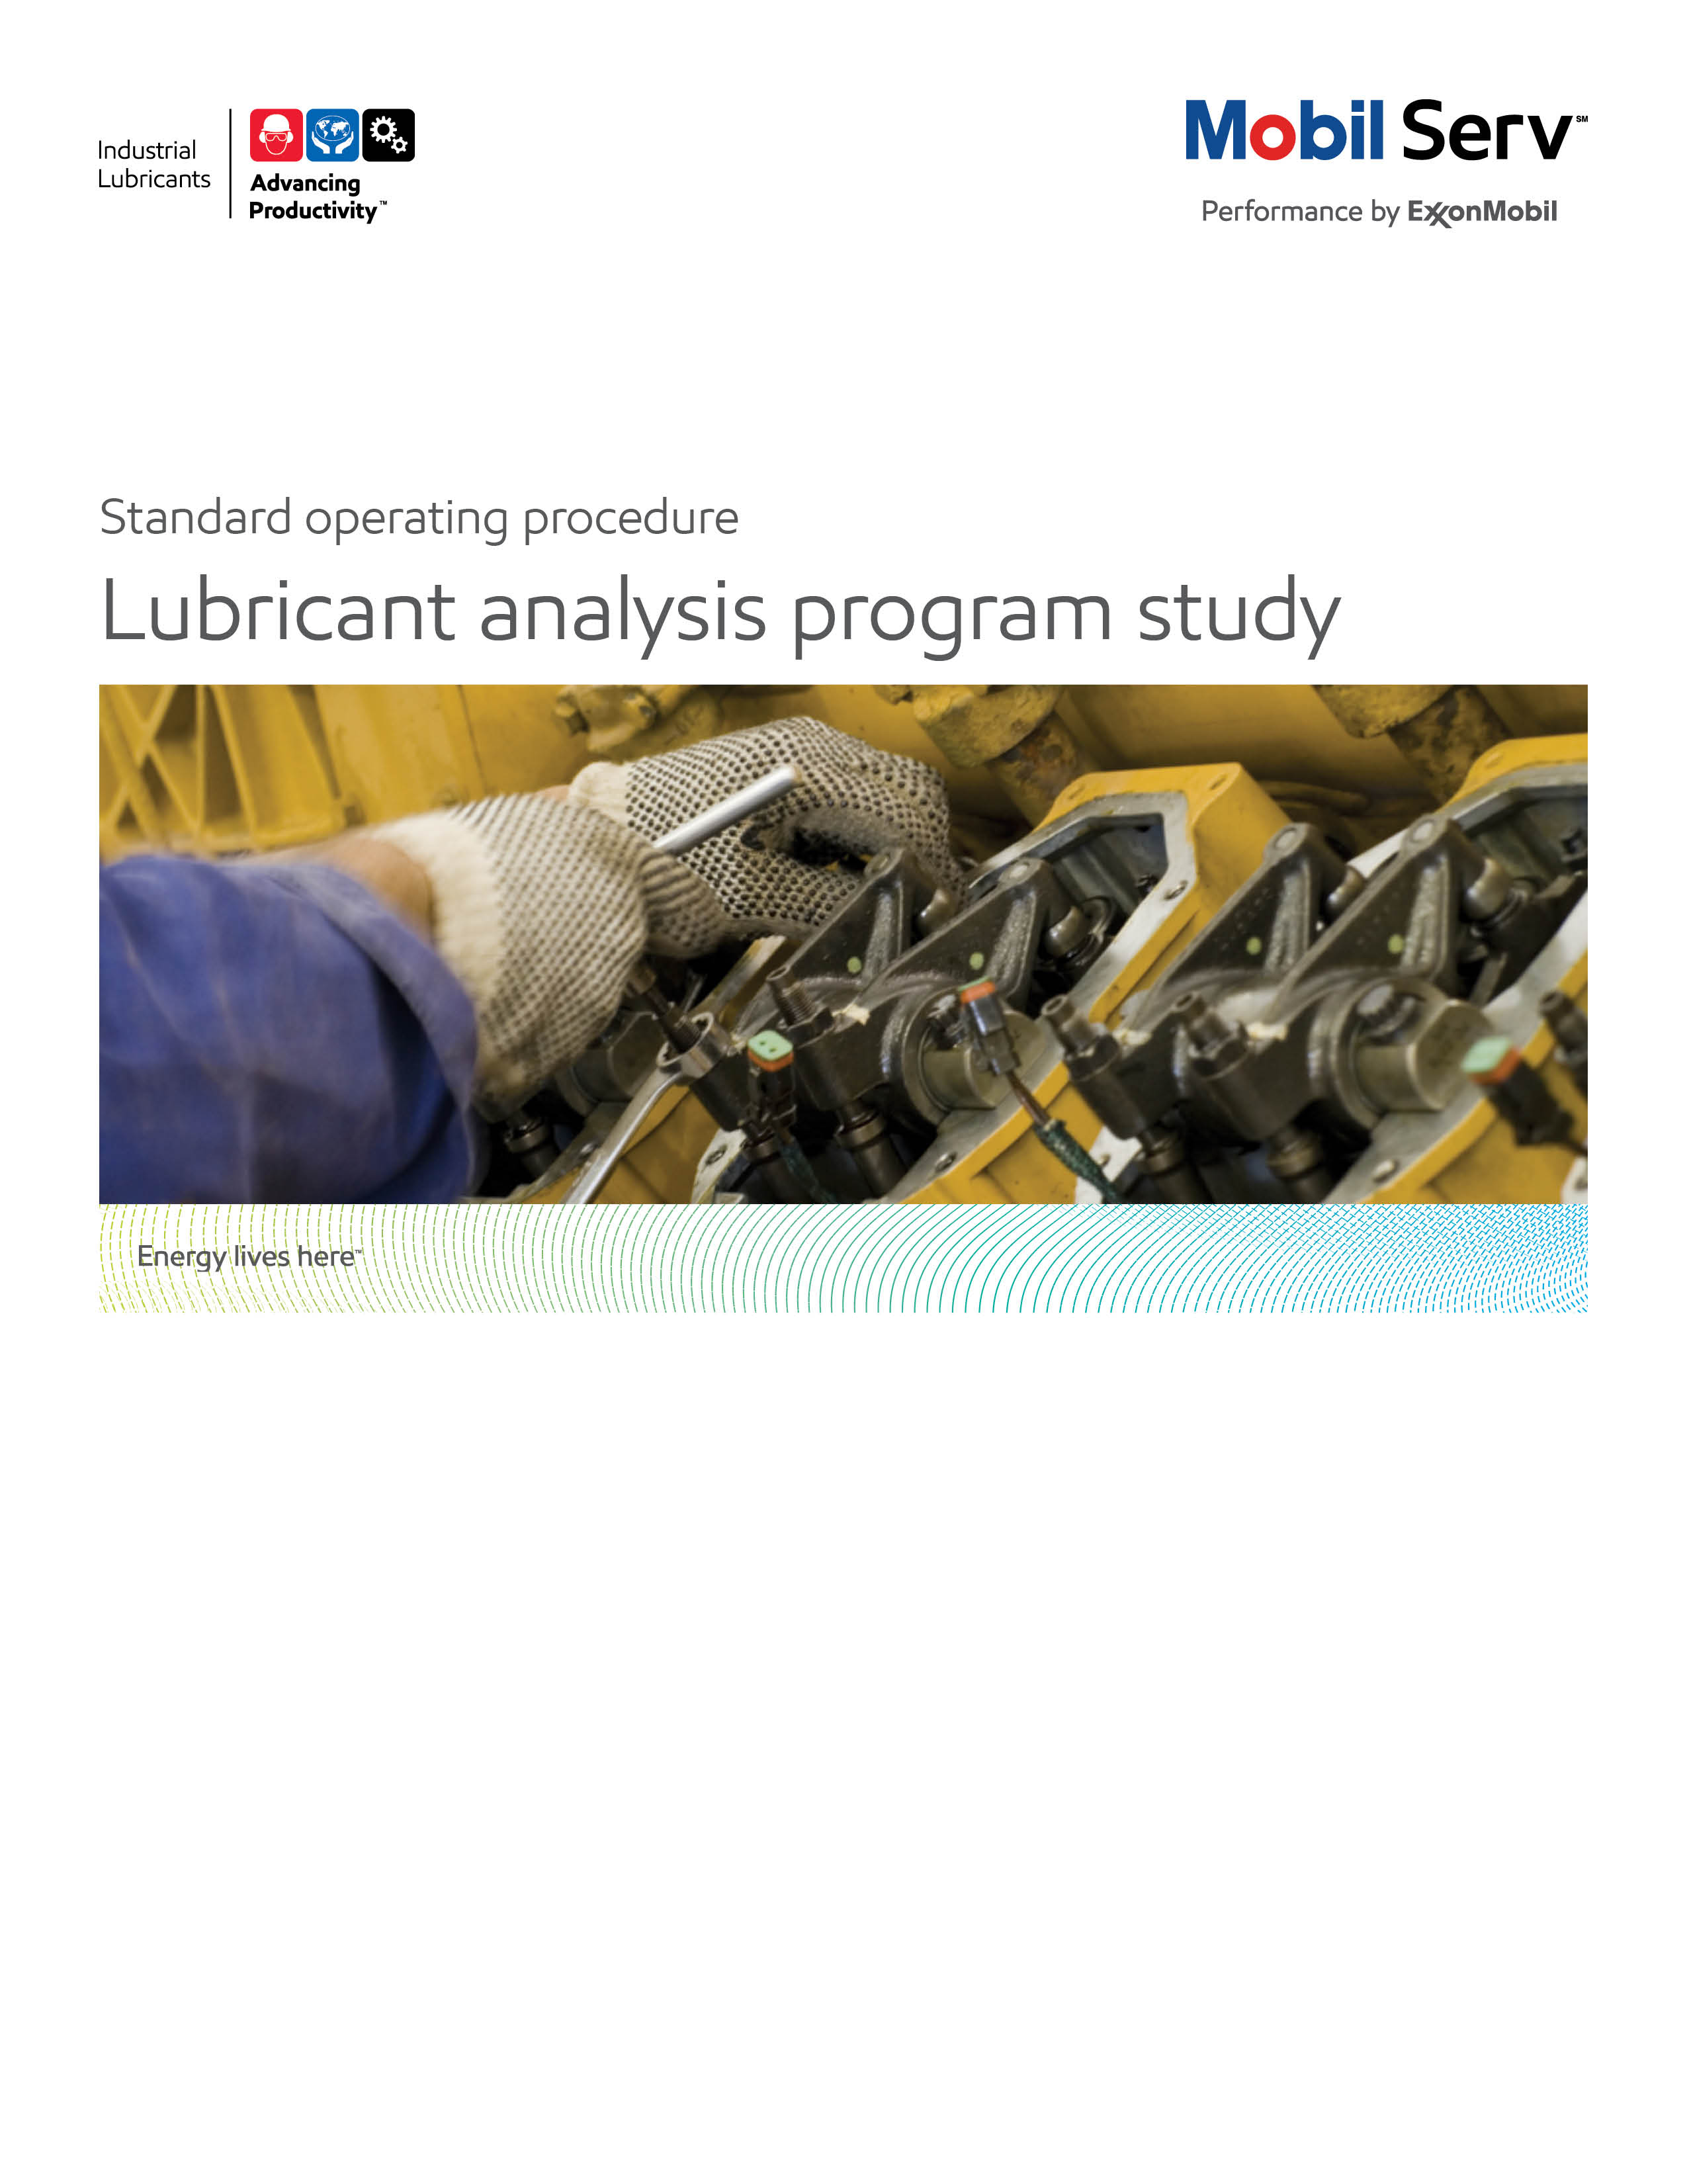 Industrial
Lubricants
Advancing
Productivity™
Mobil Serv℠
Performance by ExxonMobil
Standard operating procedure
Lubricant analysis program study
Energy lives here™